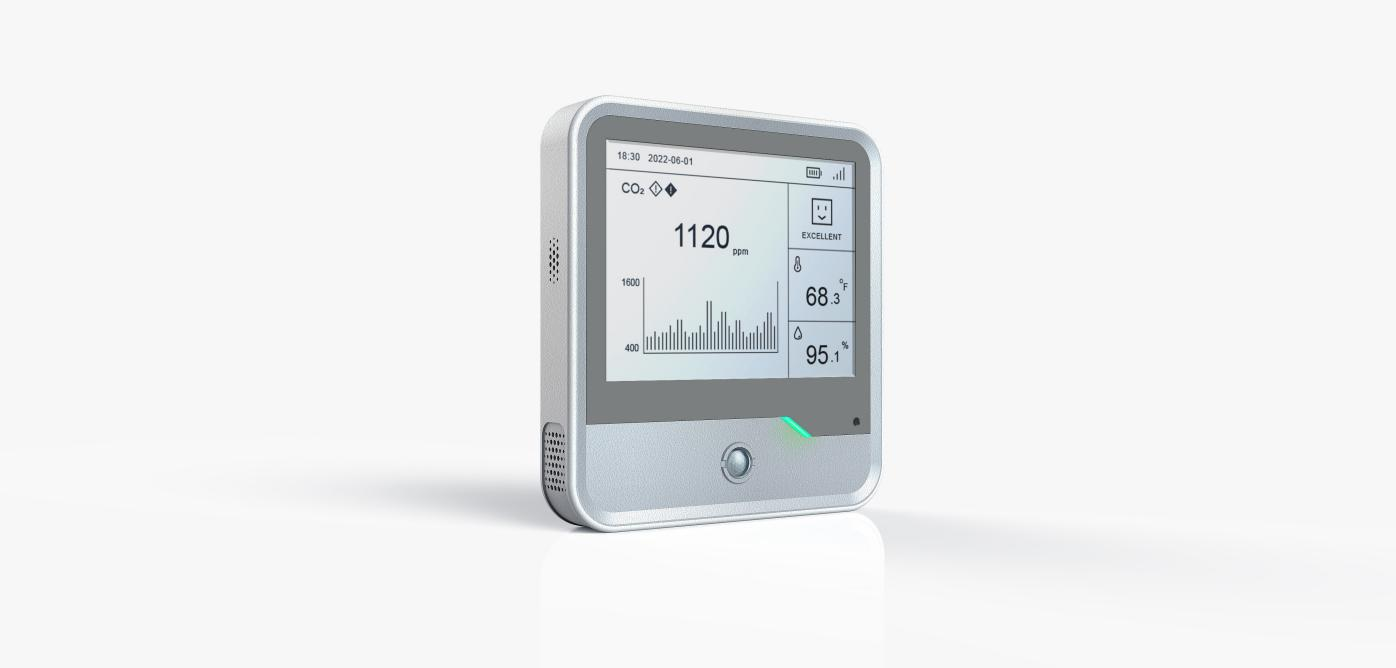 18:30 2022-06-01
CO₂
1120 ppm
1600
400
EXCELLENT
68.3 °F
95.1 %